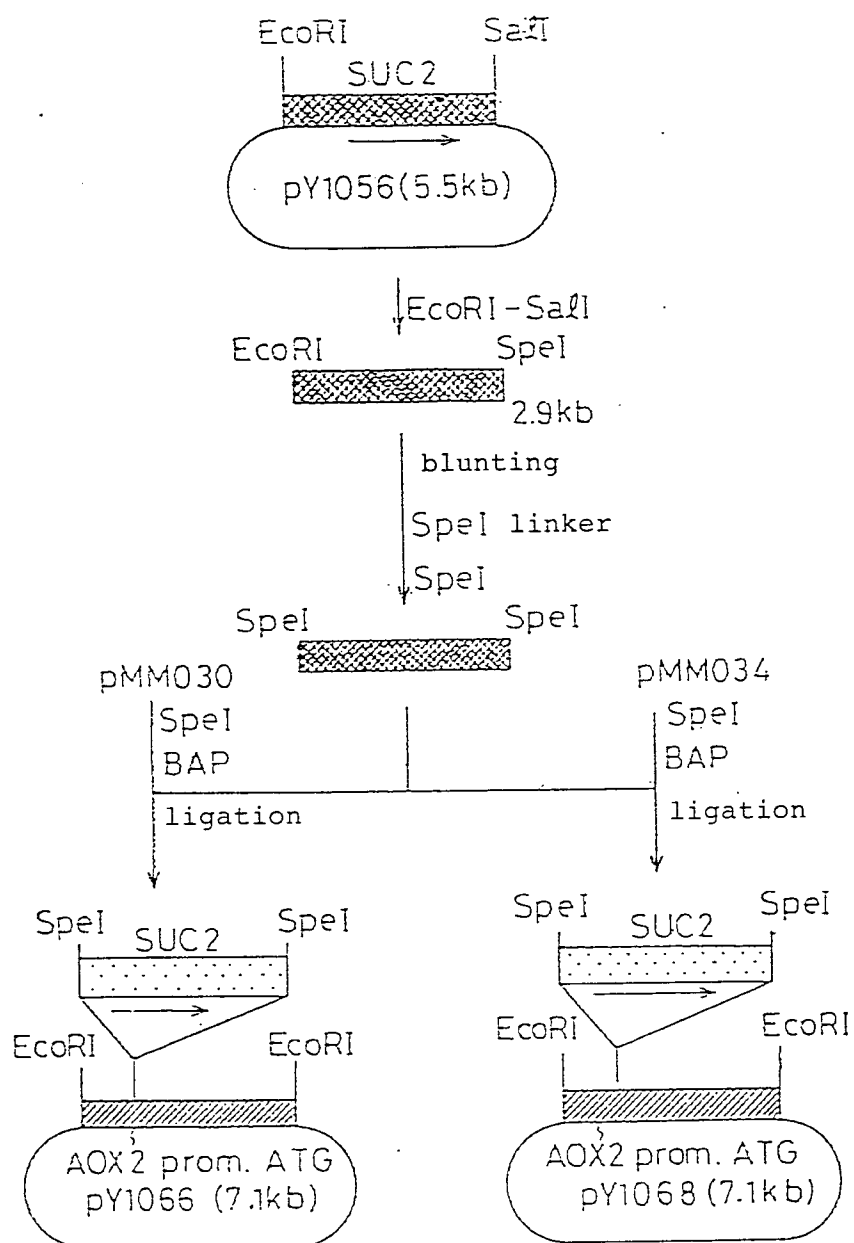 EcoRI SalI
SUC2
pY1056(5.5kb)
EcoRI-SalI
EcoRI SpeI
2.9kb
blunting
SpeI linker
SpeI
SpeI SpeI
pMM030 pMM034
SpeI SpeI
BAP BAP
ligation ligation
SpeI SpeI SpeI SpeI
SUC2 SUC2
EcoRI EcoRI EcoRI EcoRI
AOX2 prom. ATG AOX2 prom. ATG
pY1066 (7.1kb) pY1068 (7.1kb)